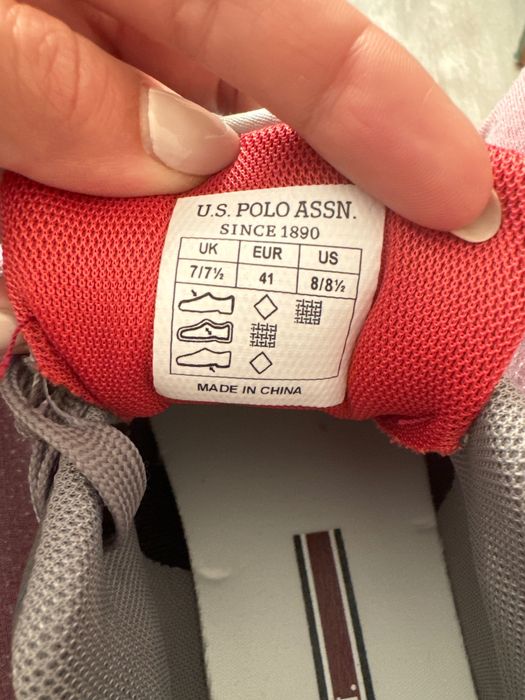 U.S. POLO ASSN.
SINCE 1890
UK EUR US
7/7½ 41 8/8½
MADE IN CHINA